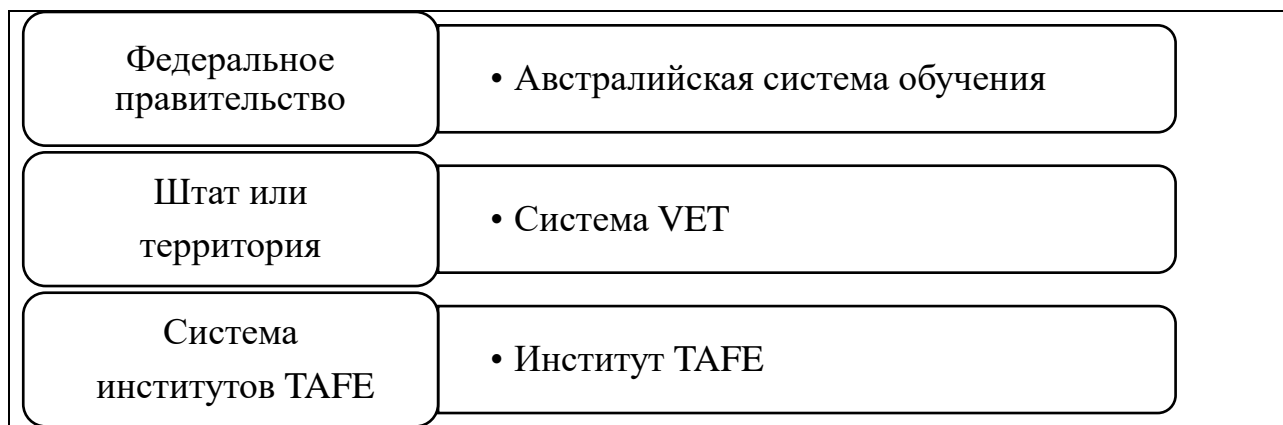 Федеральное
правительство
• Австралийская система обучения
Штат или
территория
• Система VET
Система
институтов TAFE
• Институт TAFE